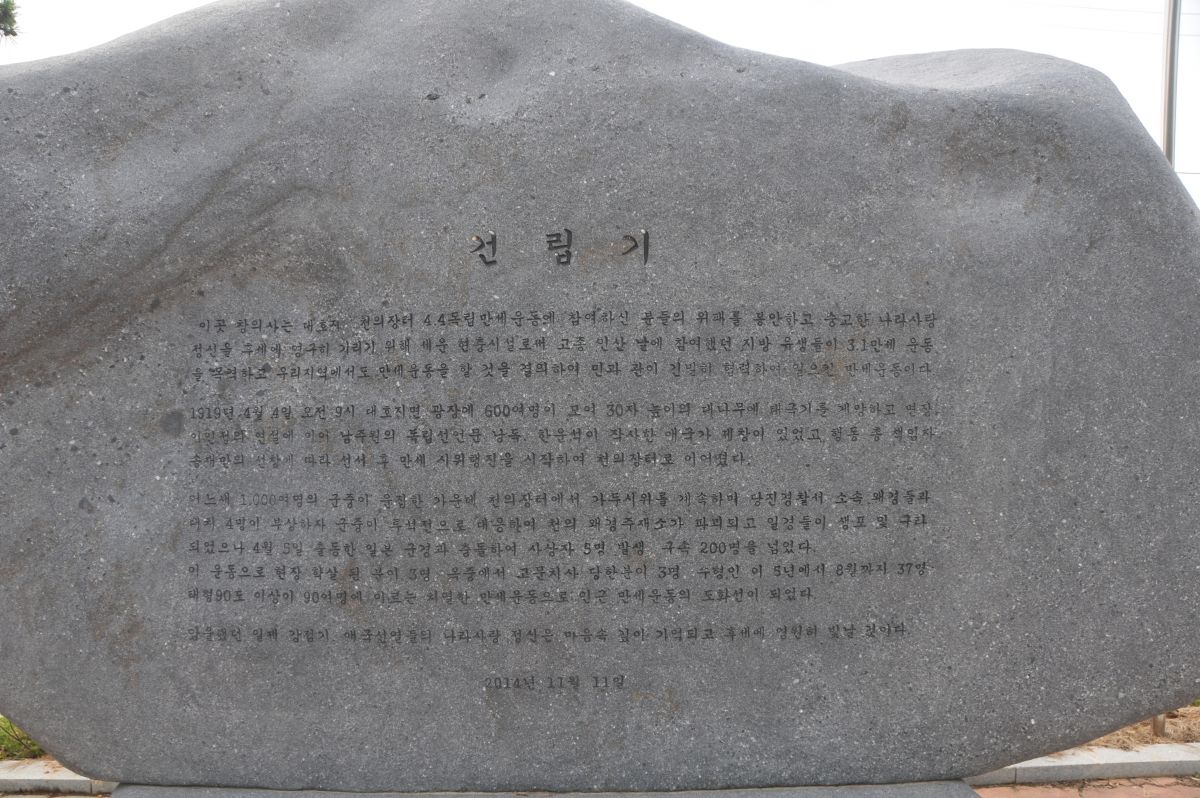 건 립 기
이곳 창의사는 대호지, 천의장터 4.4독립만세운동에 참여하신 분들의 위패를 봉안하고 숭고한 나라사랑
정신을 후세에 영구히 기리기 위해 세운 현충시설로써 고종 인산 날에 참여했던 지방 유생들이 3.1만세 운동
을 목격하고 우리지역에서도 만세운동을 할 것을 결의하여 민과 관이 긴밀히 협력하여 일으킨 만세운동이다
1919년 4월 4일 오전 9시 대호지면 광장에 600여명이 모여 30자 높이의 대나무에 태극기를 게양하고 면장
이인정의 연설에 이어 남주원의 독립선언문 낭독, 한운석이 작사한 애국가 제창이 있었고 행동 총 책임자
송재만의 선창에 따라 선서 후 만세 시위행진을 시작하여 천의장터로 이어졌다.
어느새 1,000여명의 군중이 운집한 가운데 천의장터에서 가두시위를 계속하며 당진경찰서 소속 왜경들과
대치 4명이 부상하자 군중이 투석전으로 대응하여 천의 왜경주재소가 파괴되고 일경들이 생포 및 구타
되었으나 4월 5일 출동한 일본 군경과 충돌하여 사상자 5명 발생 구속 200명을 넘었다.
이 운동으로 현장 학살 된 분이 3명, 옥중에서 고문치사 당한분이 3명, 수형인 이 5년에서 8월까지 37명
태형90도 이상이 90여명에 이르는 치열한 만세운동으로 인근 만세운동의 도화선이 되었다.
암울했던 일제 강점기 애국선열들의 나라사랑 정신은 마음속 깊이 기억되고 후세에 영원히 빛날 것이다
2014년 11월 11일